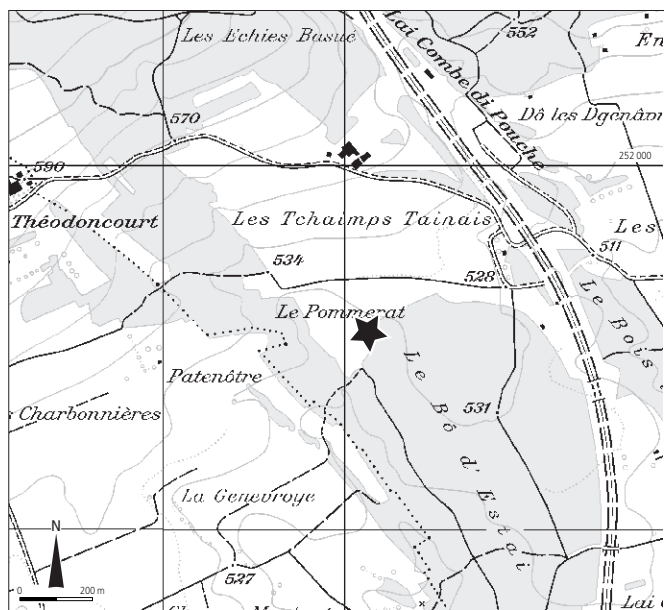 Les Echies Basué
552
En
Lai Combe di Pouche
570
Dô les Dgenâvr
590
252 000
Théodoncourt
Les Tchaimps Tainais
Les
511
534
528
Le Pommerat
Le Bois
Patenôtre
Le Bô d'Estai
531
s Charbonnières
La Genevroye
N
527
0 200 m
Lai